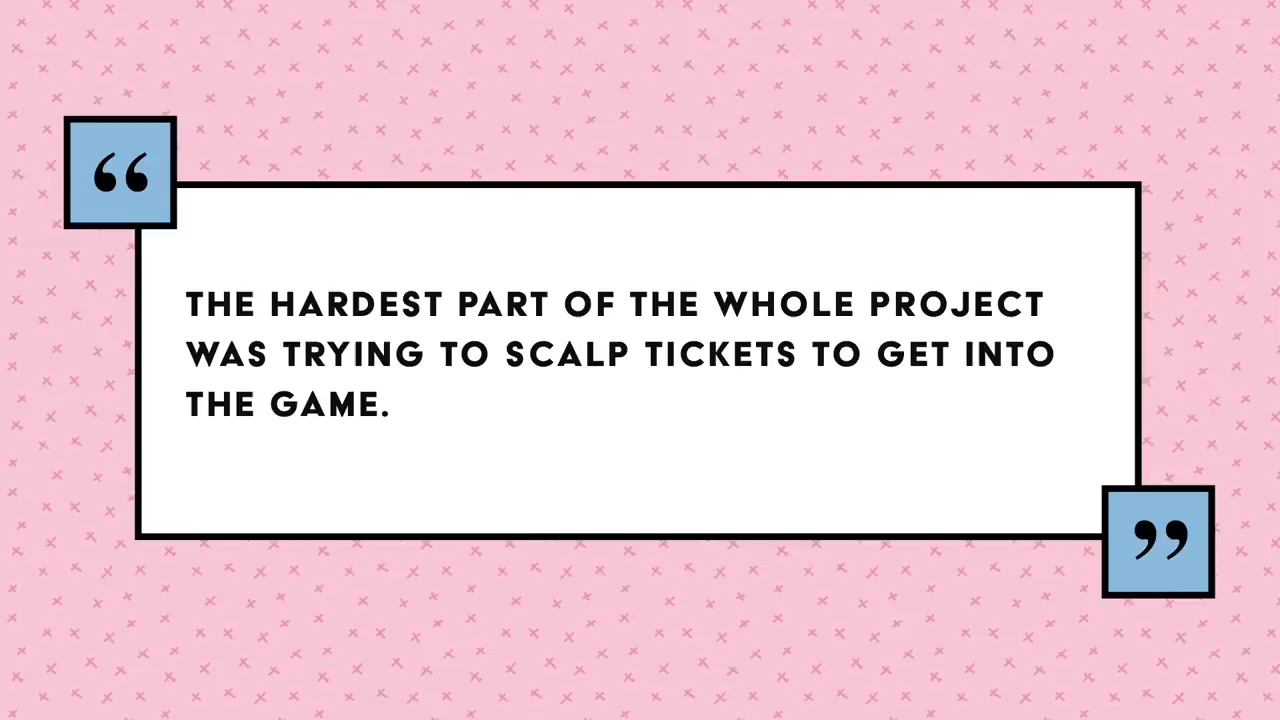 “
THE HARDEST PART OF THE WHOLE PROJECT
WAS TRYING TO SCALP TICKETS TO GET INTO
THE GAME.
”